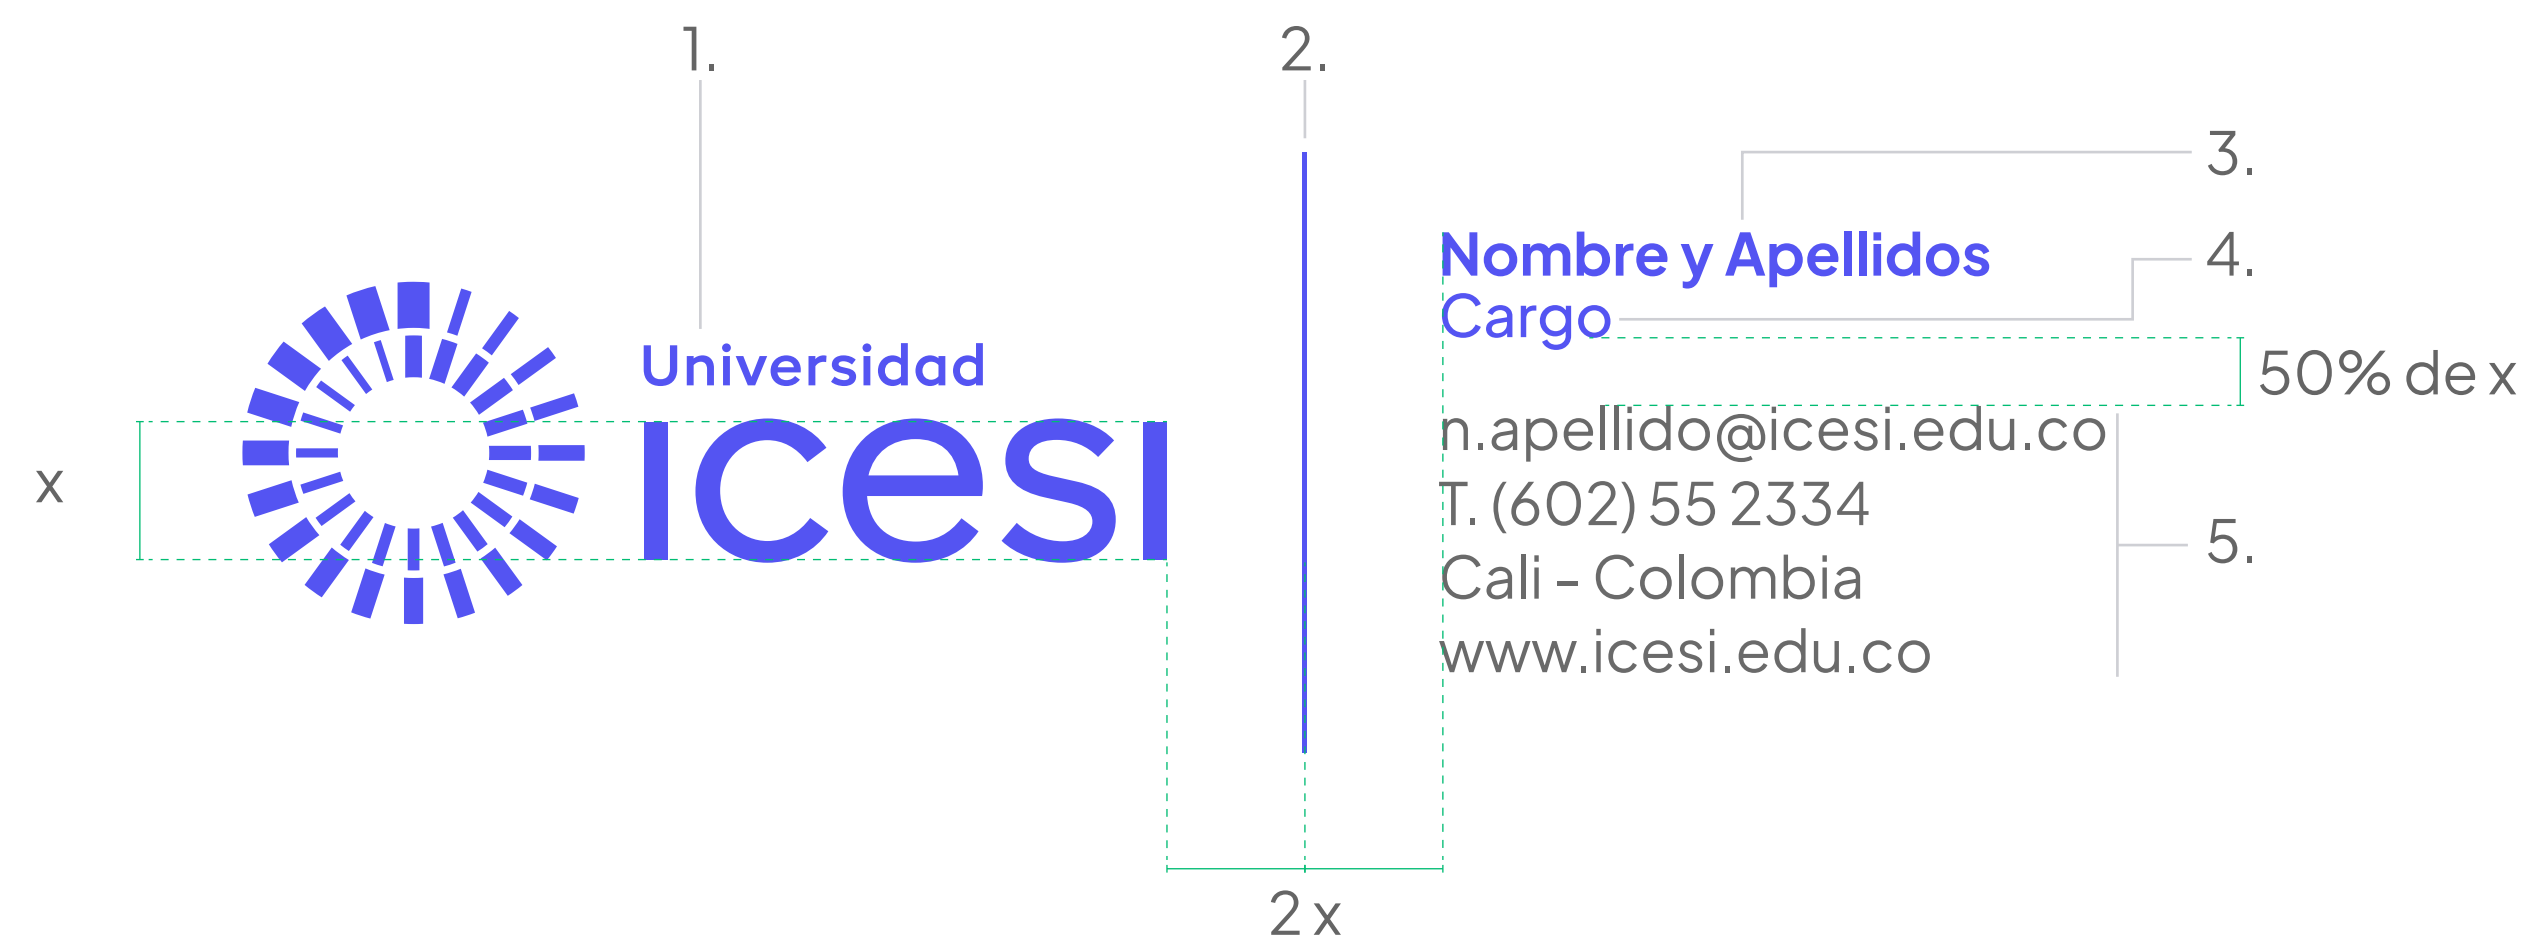 1.
2.
3.
Nombre y Apellidos
4.
Cargo
Universidad
icesi
50% de x
n.apellido@icesi.edu.co
x
T. (602) 55 2334
5.
Cali - Colombia
www.icesi.edu.co
2 x